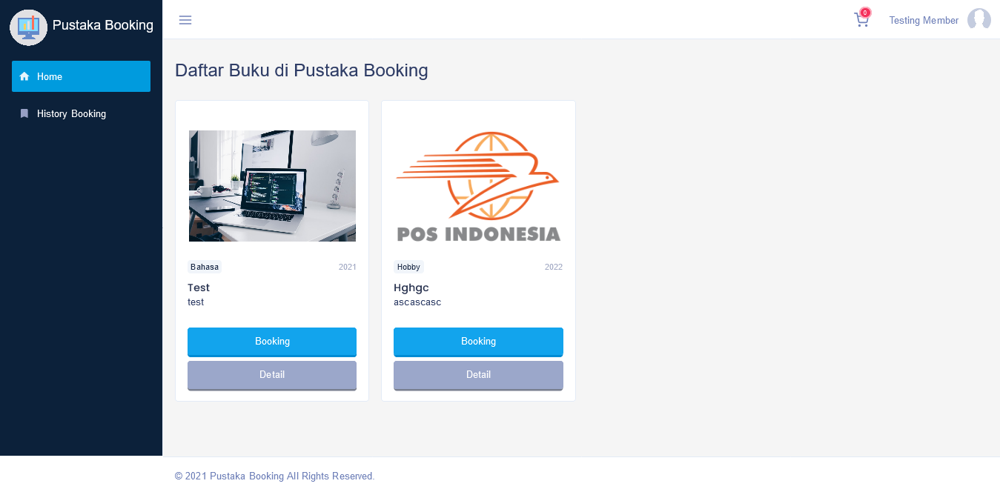 Pustaka Booking
0
Testing Member
Home
History Booking
Daftar Buku di Pustaka Booking
POS INDONESIA
Bahasa
2021
Test
test
Booking
Detail
Hobby
2022
Hghgc
ascascasc
Booking
Detail
© 2021 Pustaka Booking All Rights Reserved.